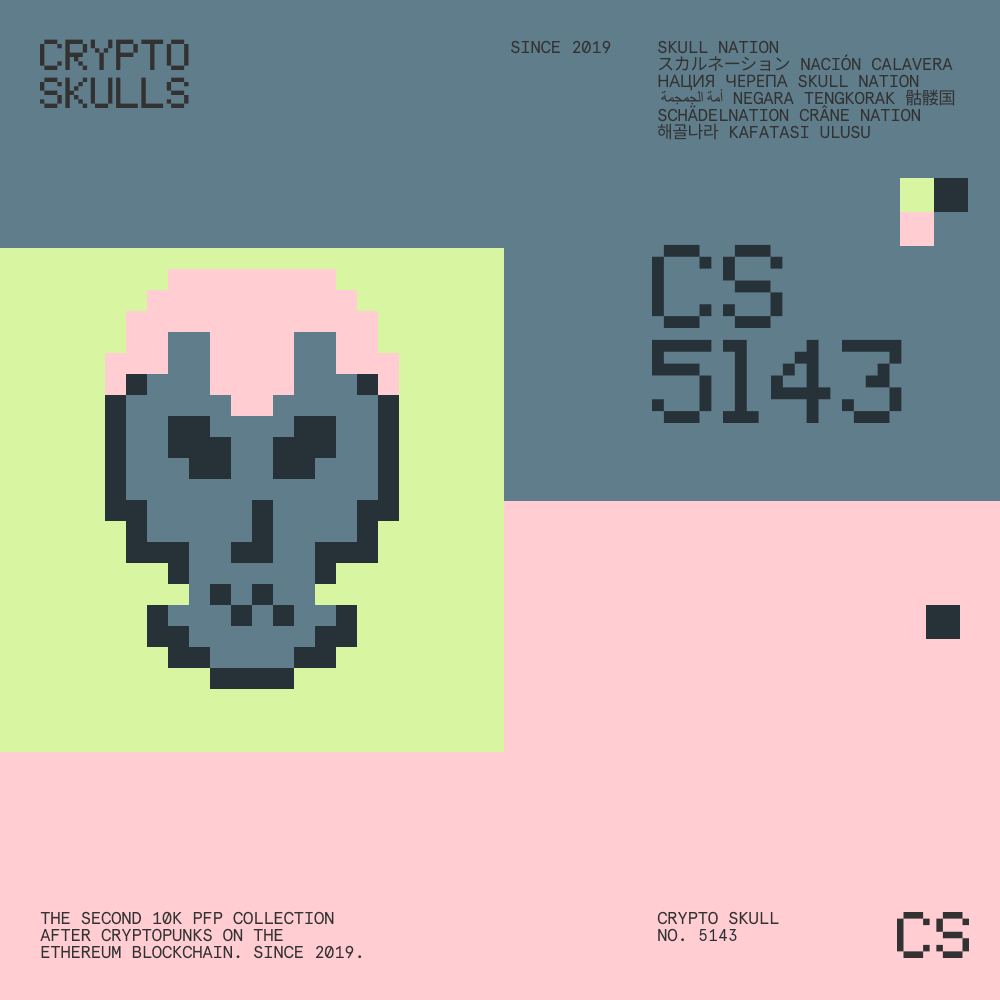 CRYPTO
SKULLS
SINCE 2019
SKULL NATION
スカルネーション NACIÓN CALAVERA
НАЦИЯ ЧЕРЕПА SKULL NATION
أمة الجمجمة NEGARA TENGKORAK 骷髅国
SCHÄDELNATION CRÂNE NATION
해골나라 KAFATASI ULUSU
CS
5143
THE SECOND 10K PFP COLLECTION
AFTER CRYPTOPUNKS ON THE
ETHEREUM BLOCKCHAIN. SINCE 2019.
CRYPTO SKULL
NO. 5143
CS